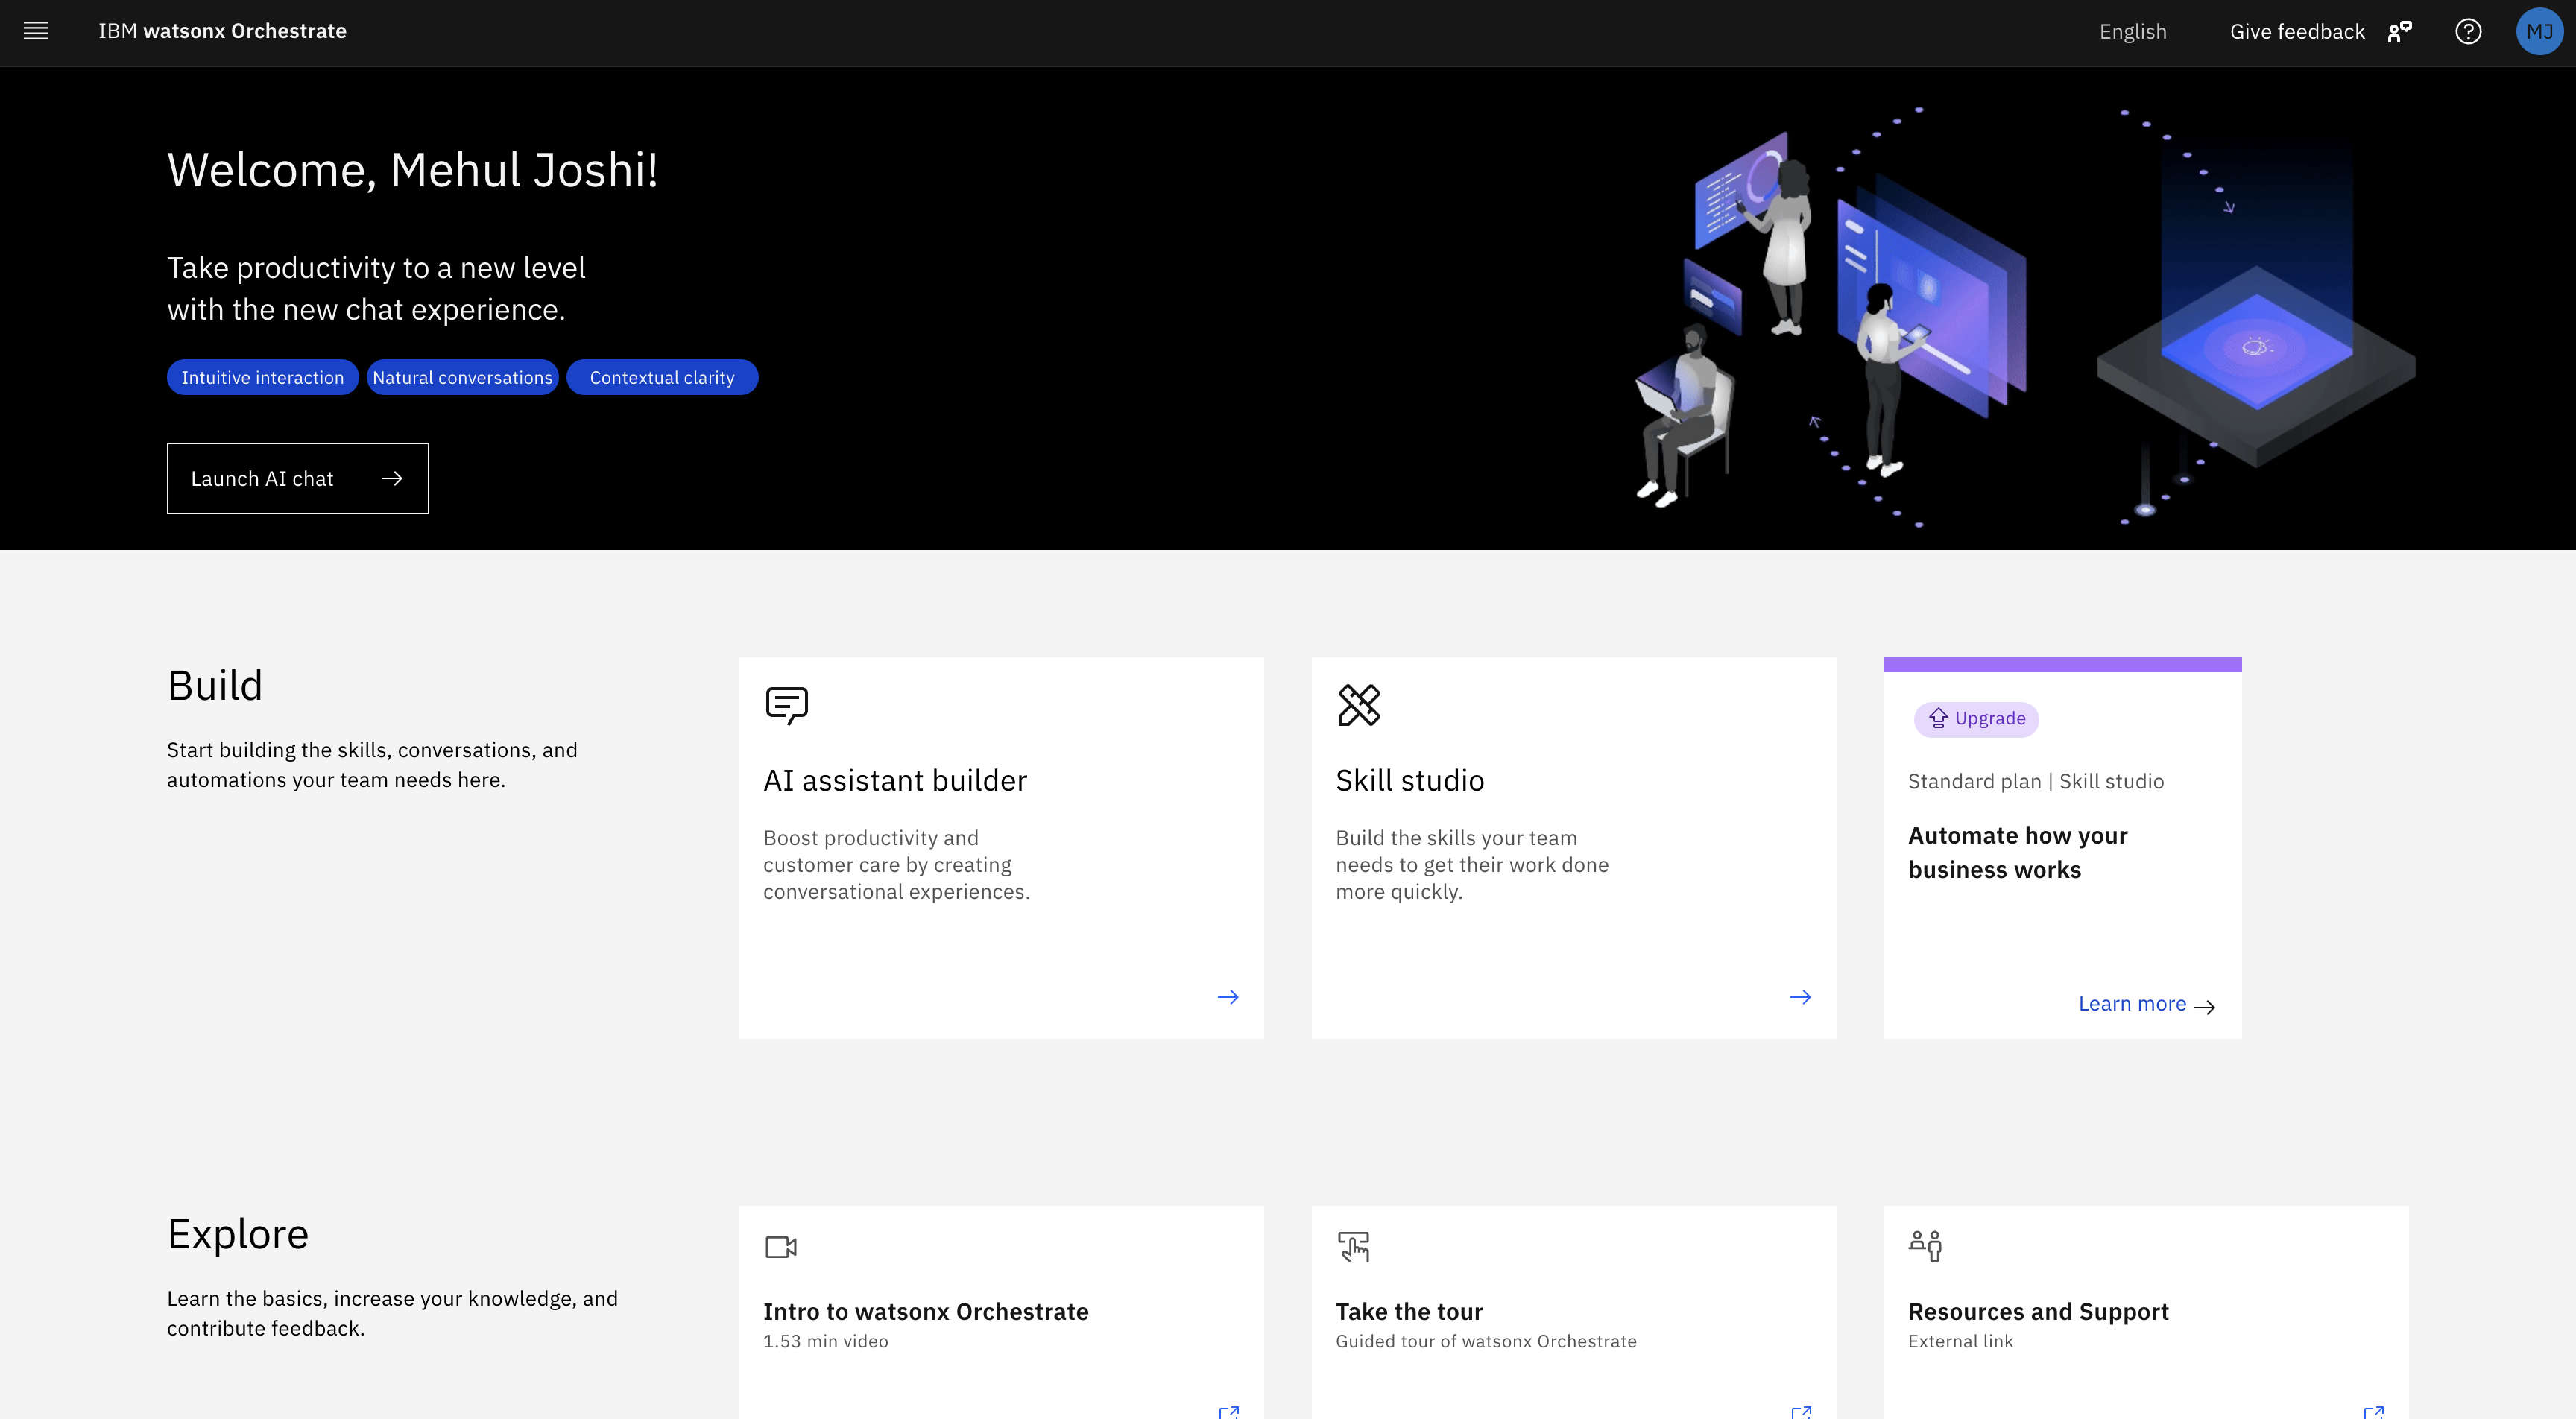 IBM watsonx Orchestrate
English
Give feedback
MJ
Welcome, Mehul Joshi!
Take productivity to a new level
with the new chat experience.
Intuitive interaction
Natural conversations
Contextual clarity
Launch AI chat
Build
Start building the skills, conversations, and
automations your team needs here.
AI assistant builder
Boost productivity and
customer care by creating
conversational experiences.
Skill studio
Build the skills your team
needs to get their work done
more quickly.
Upgrade
Standard plan | Skill studio
Automate how your
business works
Learn more
Explore
Learn the basics, increase your knowledge, and
contribute feedback.
Intro to watsonx Orchestrate
1.53 min video
Take the tour
Guided tour of watsonx Orchestrate
Resources and Support
External link